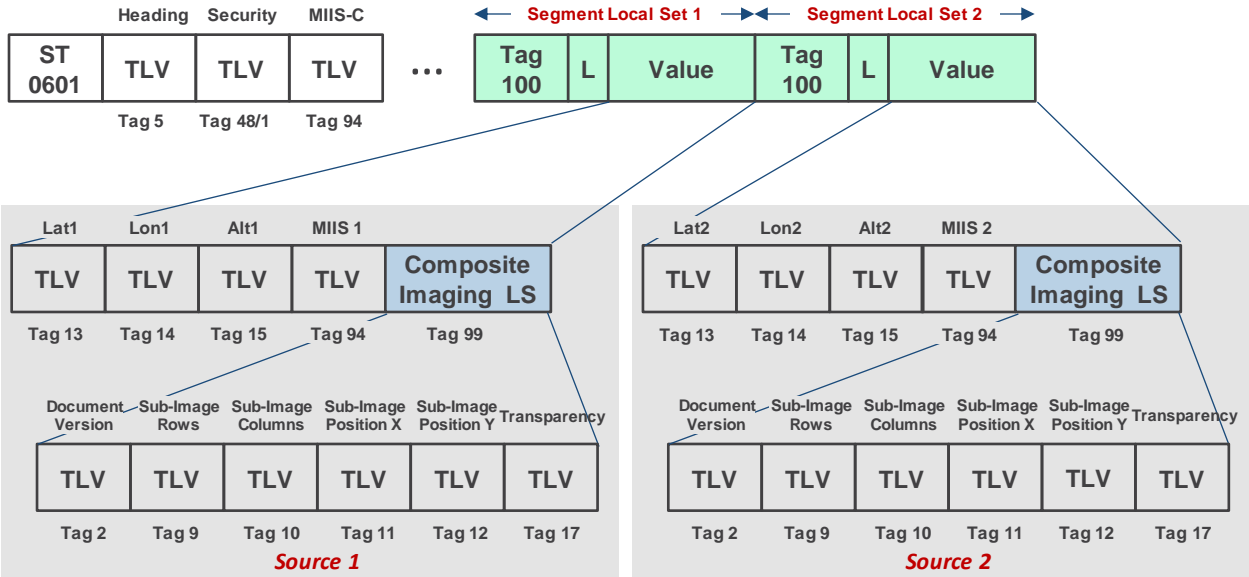 Heading Security MIIS-C Segment Local Set 1 Segment Local Set 2
ST 0601 TLV TLV TLV ... Tag 100 L Value Tag 100 L Value
Tag 5 Tag 48/1 Tag 94
Lat1 Lon1 Alt1 MIIS 1
TLV TLV TLV TLV Composite Imaging LS
Tag 13 Tag 14 Tag 15 Tag 94 Tag 99
Document Version Sub-Image Rows Sub-Image Columns Sub-Image Position X Sub-Image Position Y Transparency
TLV TLV TLV TLV TLV TLV
Tag 2 Tag 9 Tag 10 Tag 11 Tag 12 Tag 17
Source 1
Lat2 Lon2 Alt2 MIIS 2
TLV TLV TLV TLV Composite Imaging LS
Tag 13 Tag 14 Tag 15 Tag 94 Tag 99
Document Version Sub-Image Rows Sub-Image Columns Sub-Image Position X Sub-Image Position Y Transparency
TLV TLV TLV TLV TLV TLV
Tag 2 Tag 9 Tag 10 Tag 11 Tag 12 Tag 17
Source 2